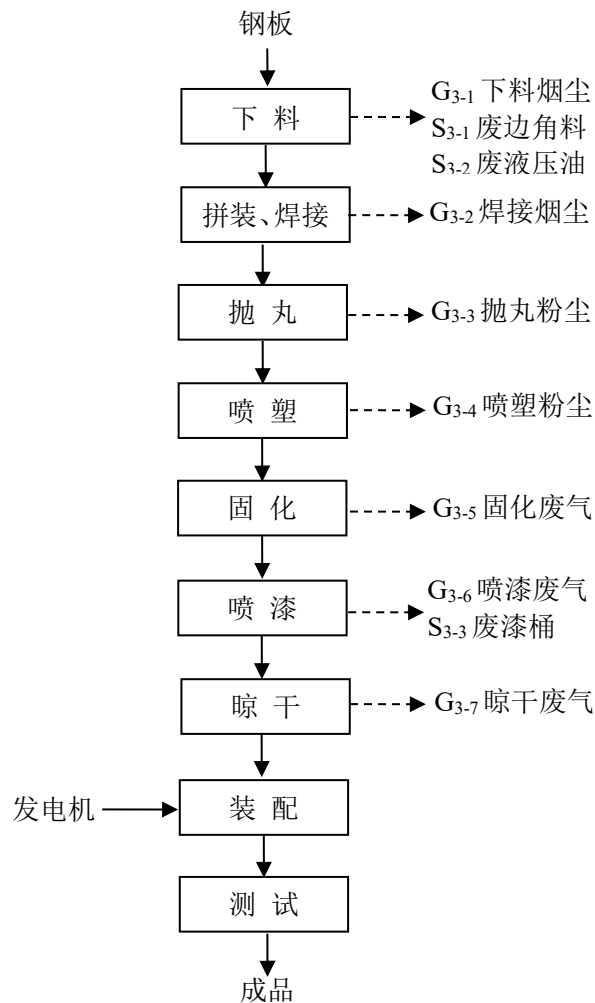 钢板
下 料
G3-1 下料烟尘
S3-1 废边角料
S3-2 废液压油
拼装、焊接
G3-2 焊接烟尘
抛 丸
G3-3 抛丸粉尘
喷 塑
G3-4 喷塑粉尘
固 化
G3-5 固化废气
喷 漆
G3-6 喷漆废气
S3-3 废漆桶
晾 干
G3-7 晾干废气
发电机
装 配
测 试
成品